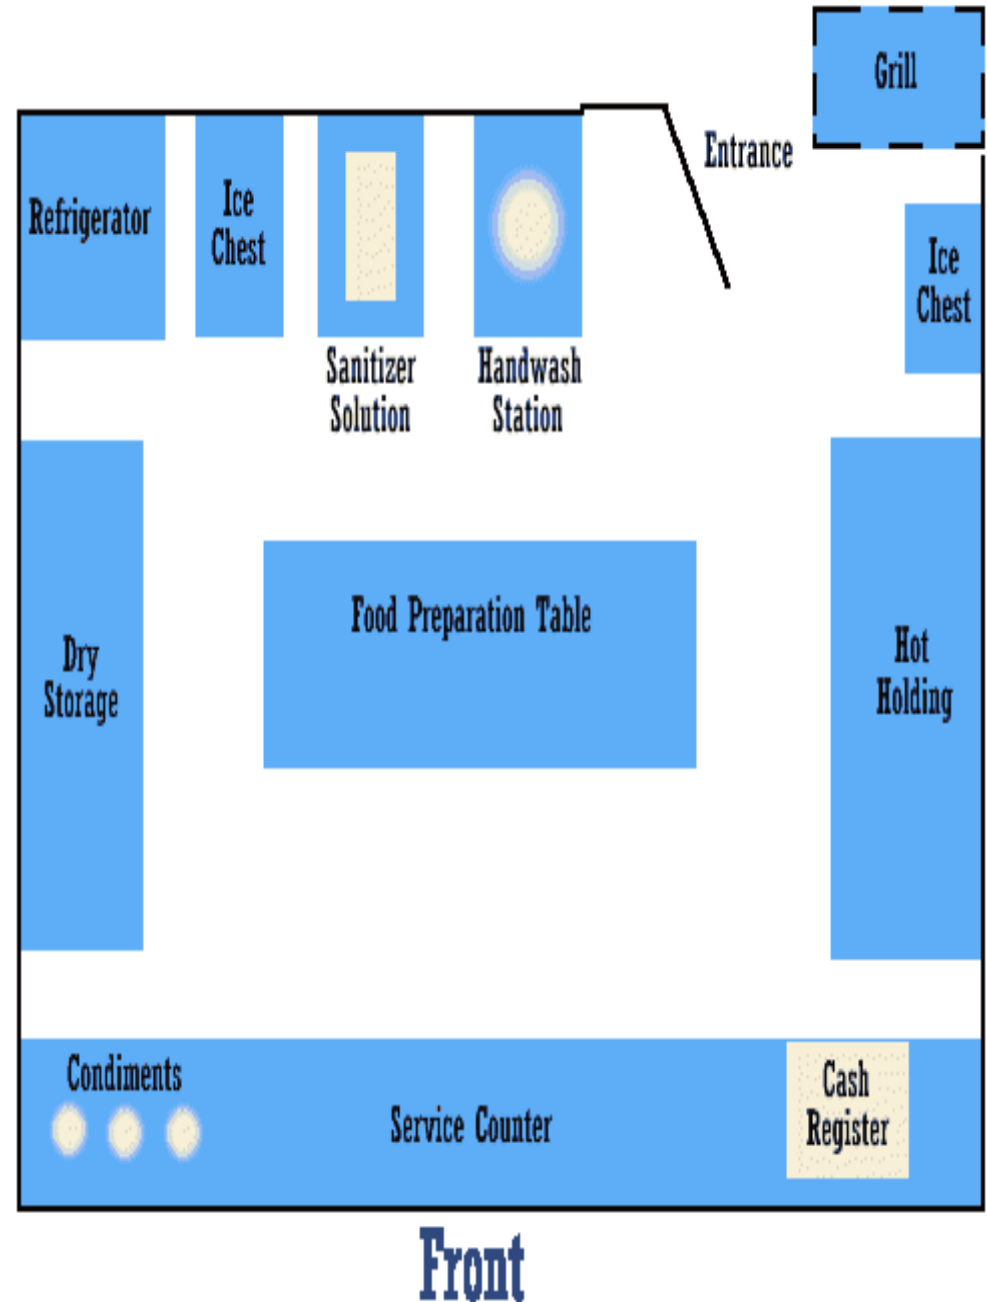 Grill
Entrance
Refrigerator
Ice
Chest
Ice
Chest
Sanitizer
Solution
Handwash
Station
Food Preparation Table
Dry
Storage
Hot
Holding
Condiments
Service Counter
Cash
Register
Front